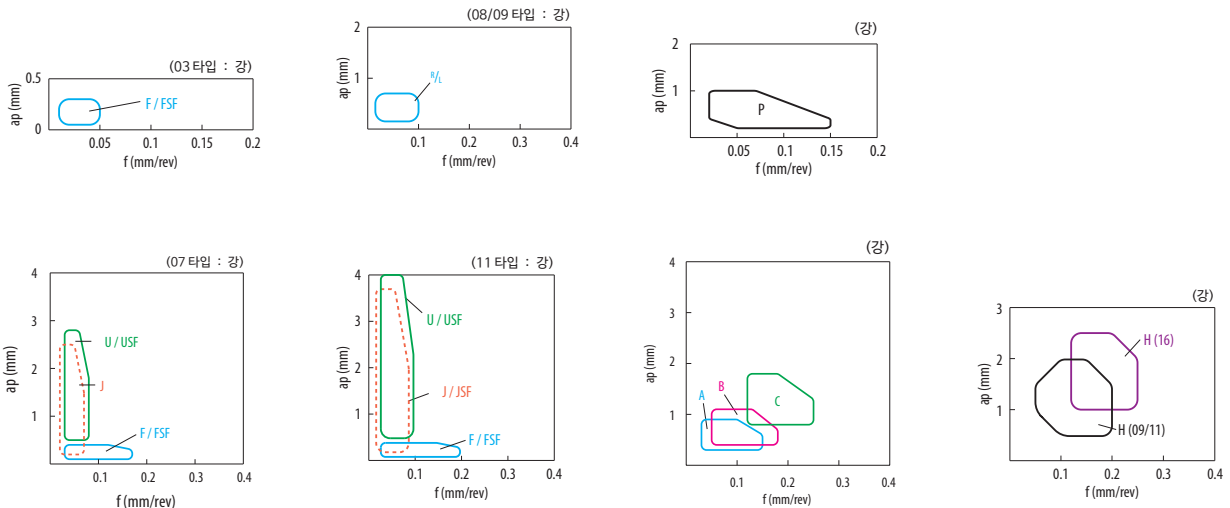 (03 타입 : 강)
0.5
0
ap (mm)
F / FSF
0.05
0.1
0.15
0.2
f (mm/rev)
(08/09 타입 : 강)
2
1
ap (mm)
R/L
0.1
0.2
0.3
0.4
f (mm/rev)
(강)
2
1
ap (mm)
P
0.05
0.1
0.15
0.2
f (mm/rev)
(07 타입 : 강)
4
3
2
1
ap (mm)
U / USF
J
F / FSF
0.1
0.2
0.3
0.4
f (mm/rev)
(11 타입 : 강)
4
3
2
1
ap (mm)
U / USF
J / JSF
F / FSF
0.1
0.2
0.3
0.4
f (mm/rev)
(강)
4
3
2
1
ap (mm)
A
B
C
0.1
0.2
0.3
0.4
f (mm/rev)
(강)
3
2
1
ap (mm)
H (16)
H (09/11)
0.1
0.2
0.3
0.4
f (mm/rev)